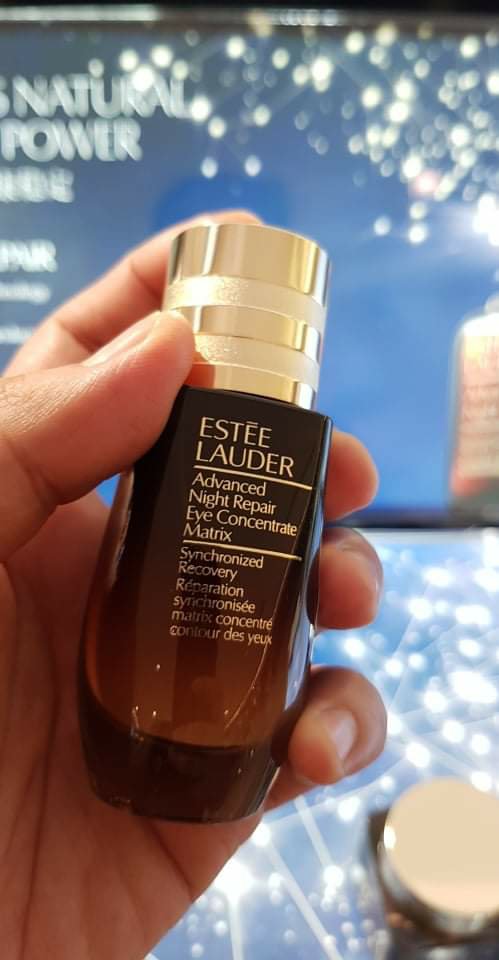 S NATURAL
POWER
PAIR
ESTĒE
LAUDER
Advanced
Night Repair
Eye Concentrate
Matrix
Synchronized
Recovery
Réparation
synchronisée
matrix concentré
contour des yeux